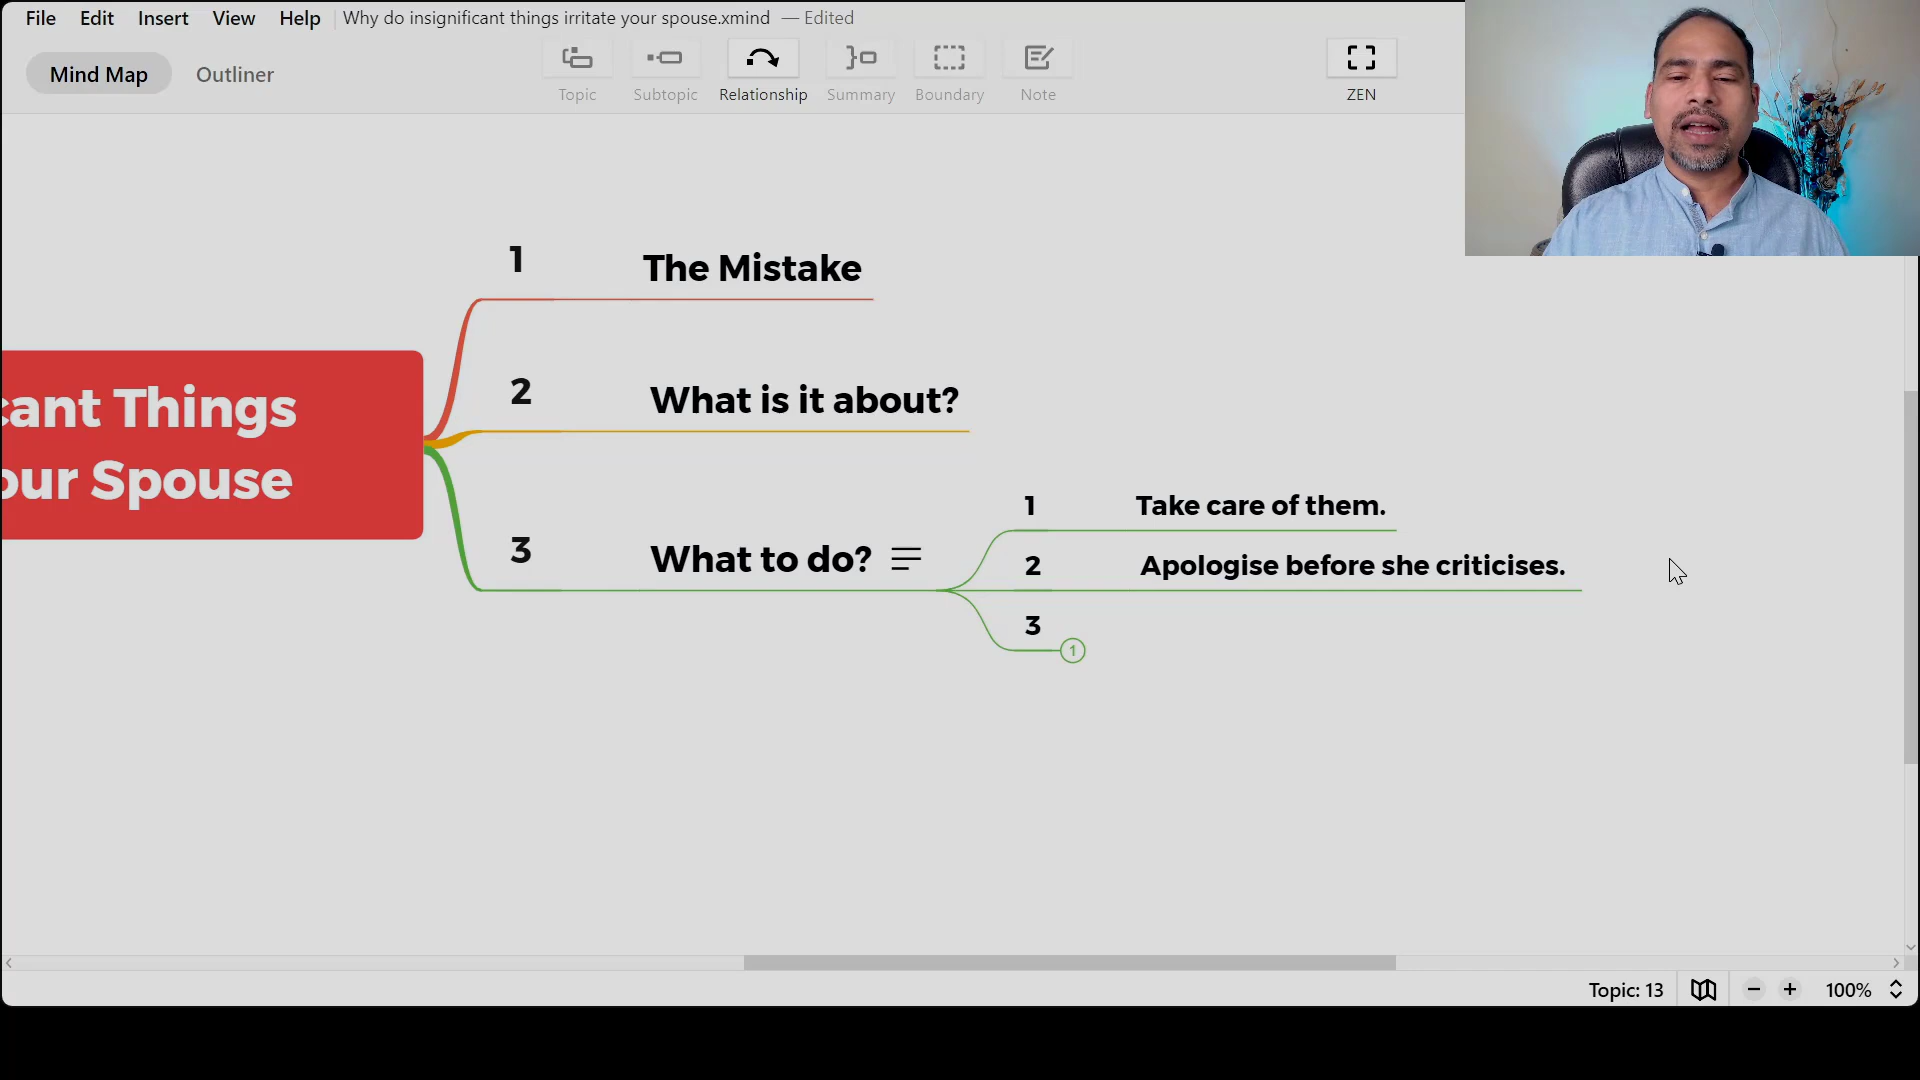 File Edit Insert View Help Why do insignificant things irritate your spouse.xmind — Edited
Mind Map Outliner
Topic Subtopic Relationship Summary Boundary Note ZEN
1 The Mistake
cant Things
our Spouse
2 What is it about?
3 What to do?
1 Take care of them.
2 Apologise before she criticises.
3
1
Topic: 13 100%